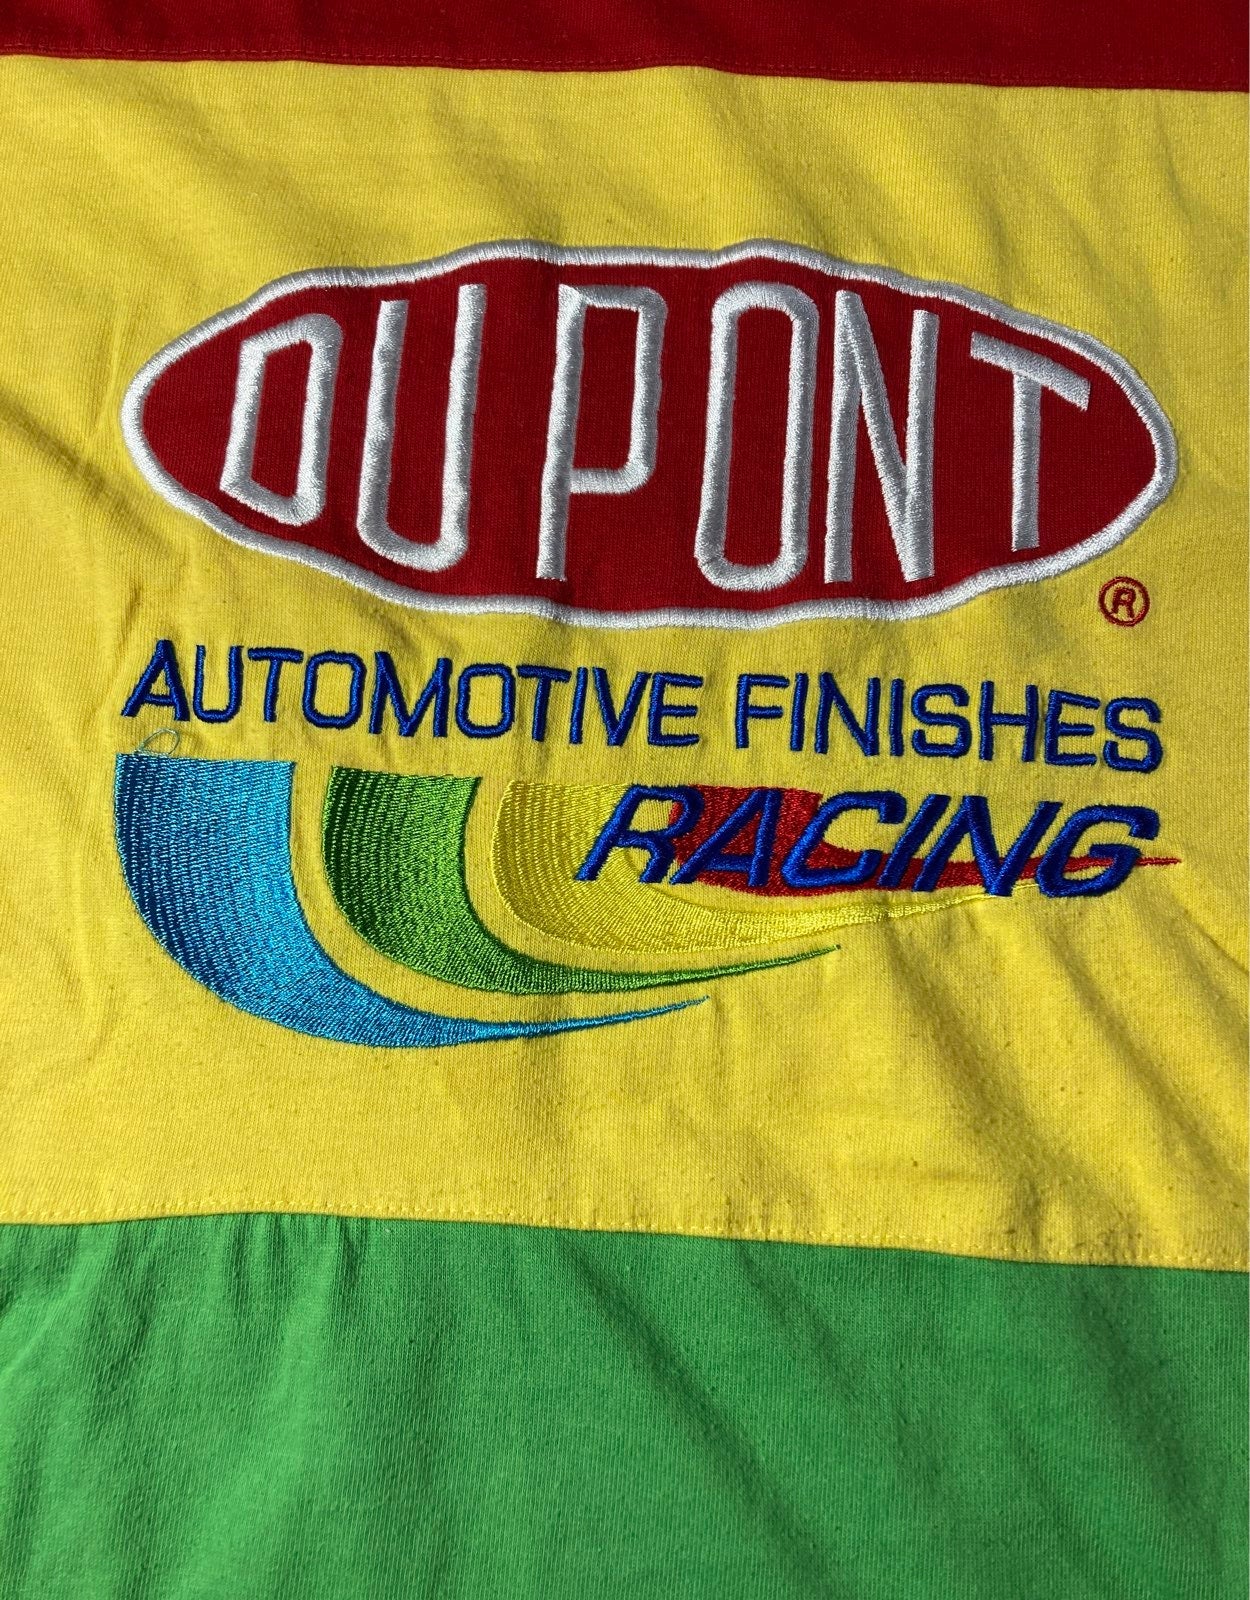 DUPONT
®
AUTOMOTIVE FINISHES
RACING